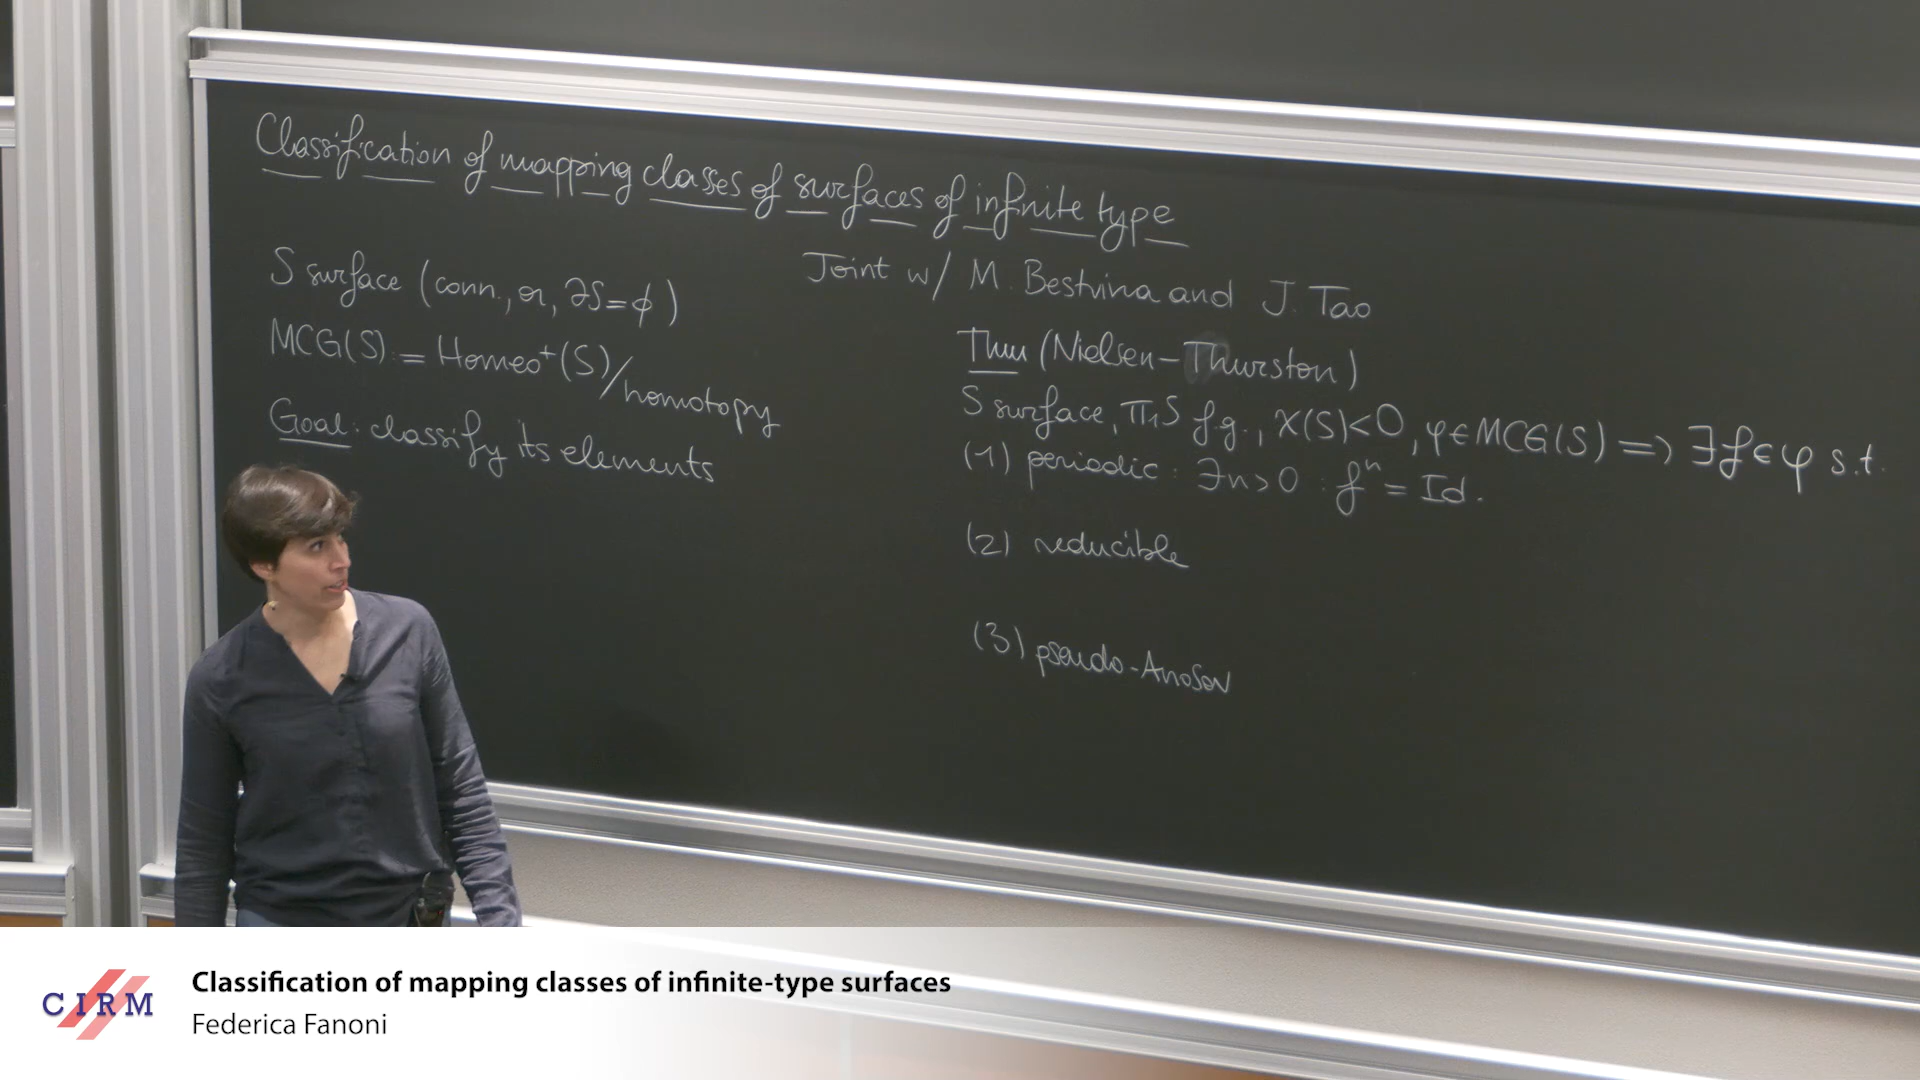 Classification of mapping classes of surfaces of infinite type
Joint w/ M. Bestvina and J. Tao
S surface (conn., or, ∂S=∅)
MCG(S) := Homeo⁺(S)/homotopy
Goal: classify its elements
Thm (Nielsen-Thurston)
S surface, π₁S f.g., χ(S)<0, φ∈MCG(S) => ∃f∈φ s.t.
(1) periodic: ∃n>0 : fⁿ = Id.
(2) reducible
(3) pseudo-Anosov
CIRM
Classification of mapping classes of infinite-type surfaces
Federica Fanoni